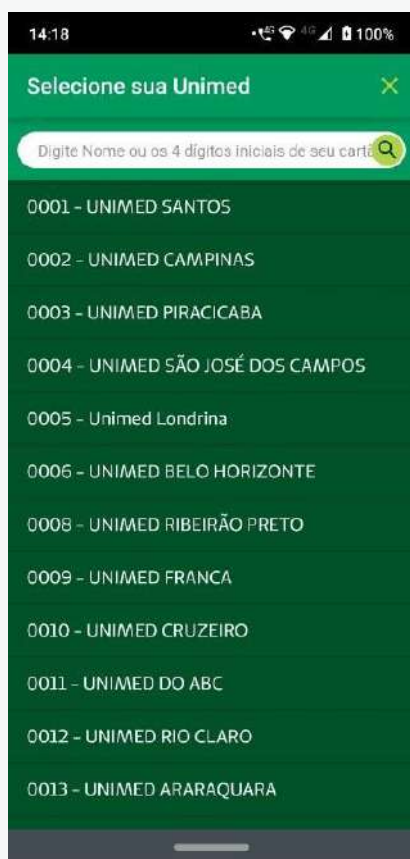 14:18
4G 4G 100%
Selecione sua Unimed
Digite Nome ou os 4 dígitos iniciais de seu cartã
0001 - UNIMED SANTOS
0002 - UNIMED CAMPINAS
0003 - UNIMED PIRACICABA
0004 - UNIMED SÃO JOSÉ DOS CAMPOS
0005 - Unimed Londrina
0006 - UNIMED BELO HORIZONTE
0008 - UNIMED RIBEIRÃO PRETO
0009 - UNIMED FRANCA
0010 - UNIMED CRUZEIRO
0011 - UNIMED DO ABC
0012 - UNIMED RIO CLARO
0013 - UNIMED ARARAQUARA